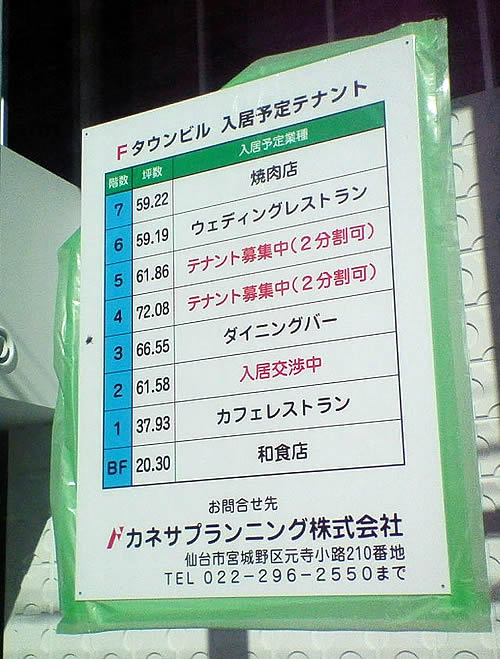 Fタウンビル 入居予定テナント
階数 坪数 入居予定業種
7 59.22 焼肉店
6 59.19 ウェディングレストラン
5 61.86 テナント募集中(2分割可)
4 72.08 テナント募集中(2分割可)
3 66.55 ダイニングバー
2 61.58 入居交渉中
1 37.93 カフェレストラン
BF 20.30 和食店
お問合せ先
カネサプランニング株式会社
仙台市宮城野区元寺小路210番地
TEL 022-296-2550まで